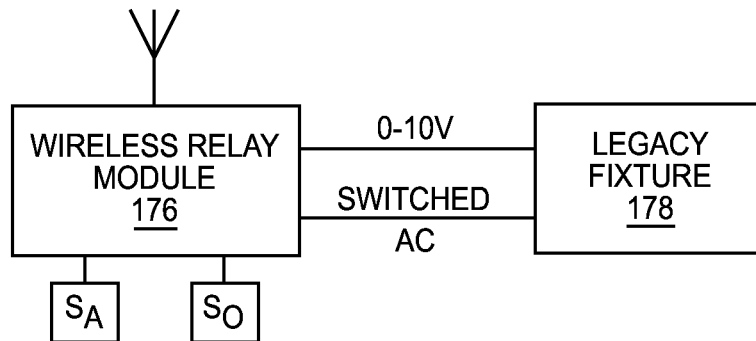 WIRELESS RELAY
MODULE
176
0-10V
SWITCHED
AC
LEGACY
FIXTURE
178
SA
SO